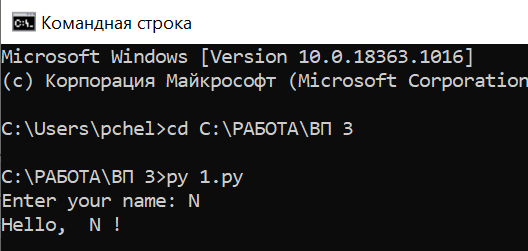 Командная строка
Microsoft Windows [Version 10.0.18363.1016]
(c) Корпорация Майкрософт (Microsoft Corporation
C:\Users\pchel>cd C:\РАБОТА\ВП 3
C:\РАБОТА\ВП 3>py 1.py
Enter your name: N
Hello,  N !